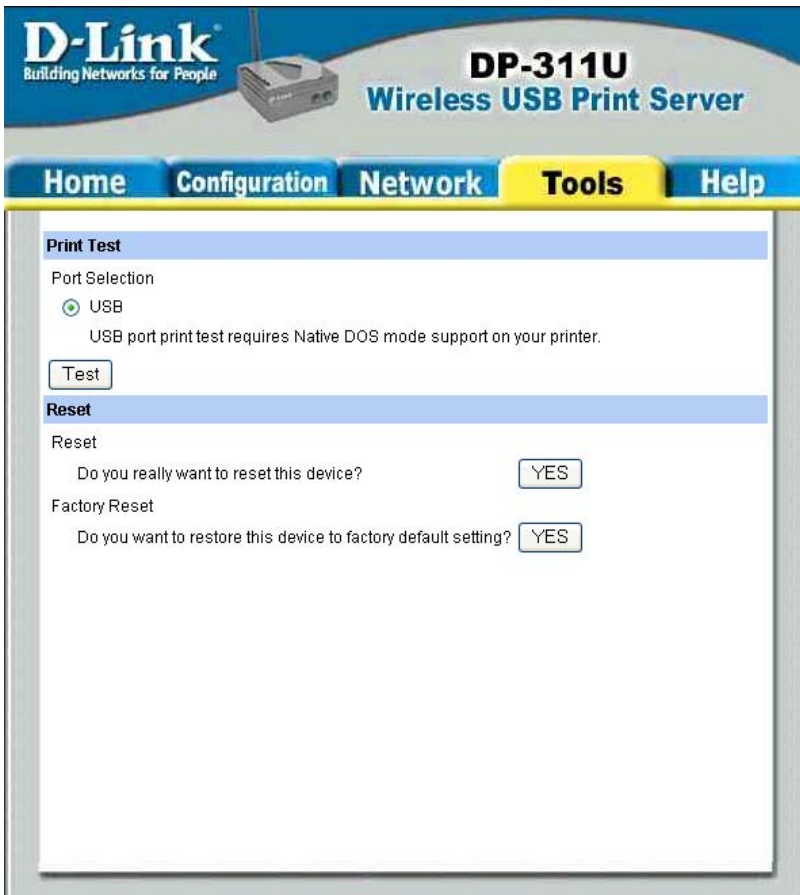 D-Link
Building Networks for People
DP-311U
Wireless USB Print Server
Home Configuration Network Tools Help
Print Test
Port Selection
USB
USB port print test requires Native DOS mode support on your printer.
Test
Reset
Reset
Do you really want to reset this device? YES
Factory Reset
Do you want to restore this device to factory default setting? YES